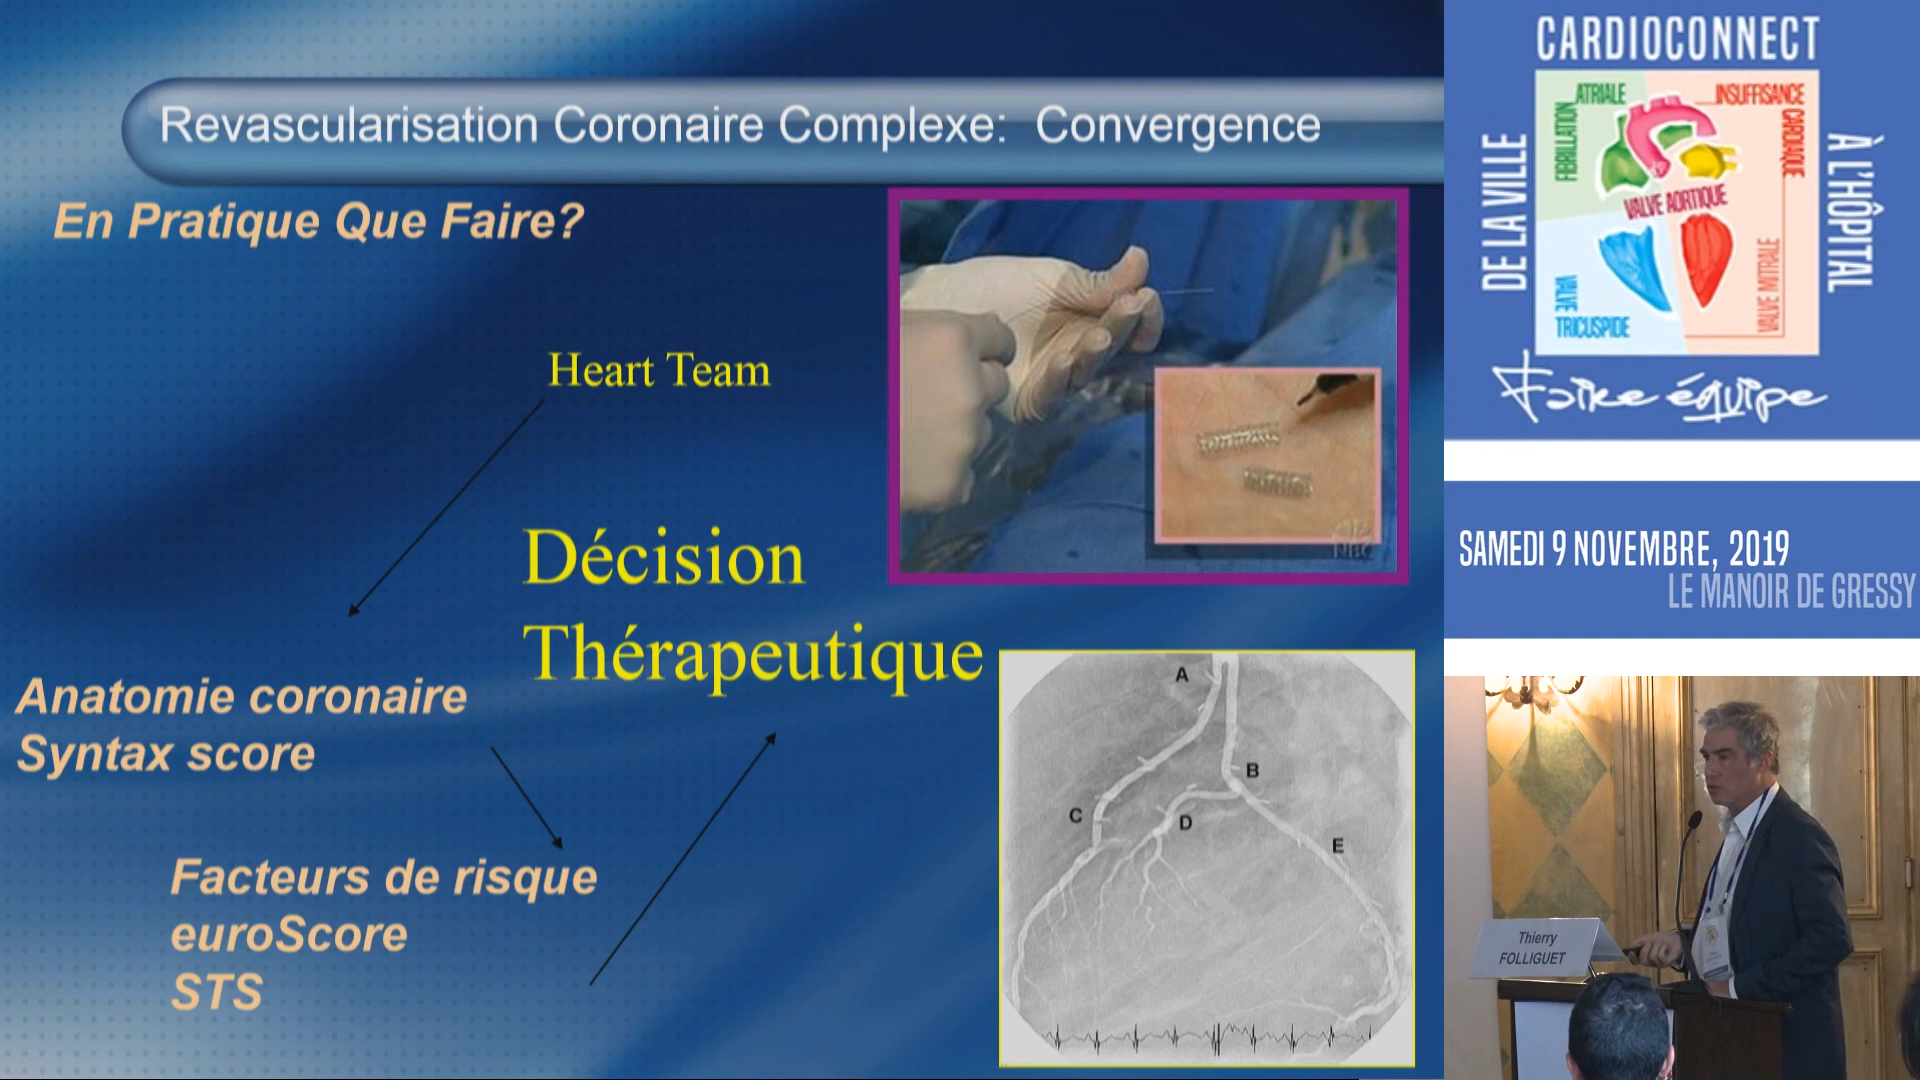 Revascularisation Coronaire Complexe: Convergence
En Pratique Que Faire?
Heart Team
Décision
Thérapeutique
Anatomie coronaire
Syntax score
Facteurs de risque
euroScore
STS
NBC
A
B
C
D
E
CARDIOCONNECT
DE LA VILLE
À L'HÔPITAL
FIBRILLATION
ATRIALE
INSUFFISANCE
CARDIAQUE
VALVE AORTIQUE
VALVE
TRICUSPIDE
VALVE MITRALE
Faire équipe
SAMEDI 9 NOVEMBRE, 2019
LE MANOIR DE GRESSY
Thierry
FOLLIGUET